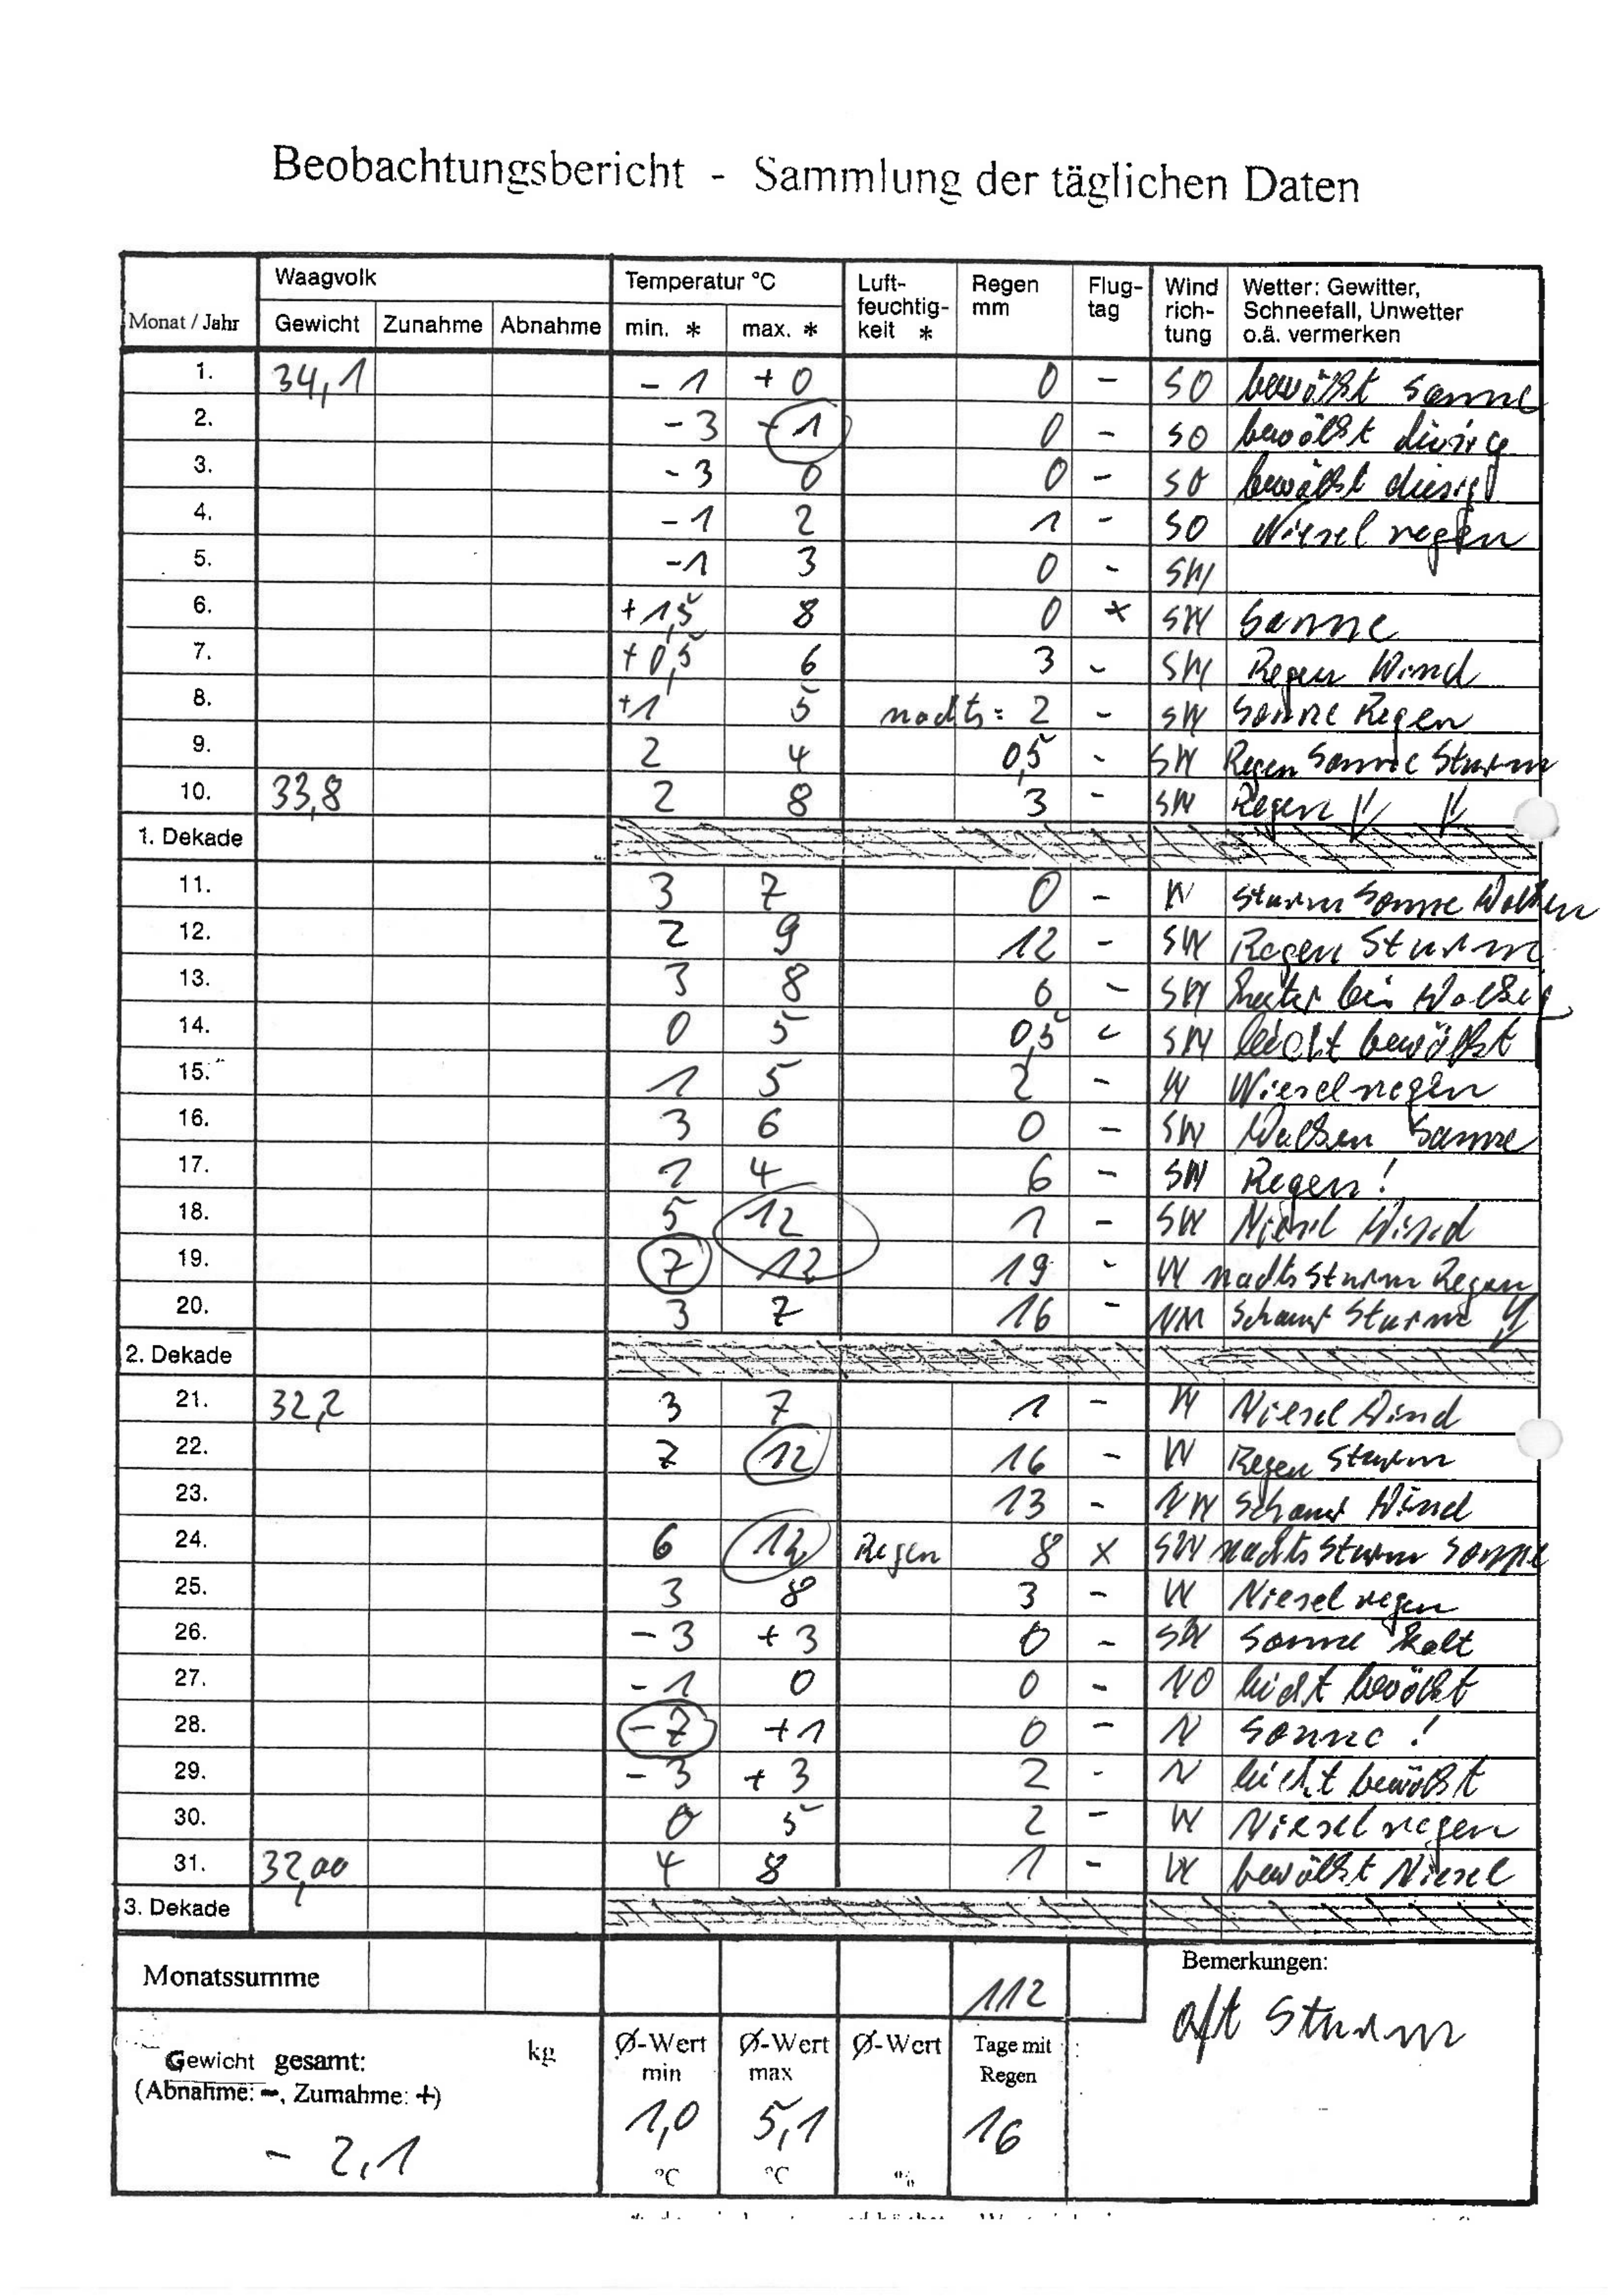 Beobachtungsbericht - Sammlung der täglichen Daten
Monat / Jahr Waagvolk Temperatur °C Luft-feuchtig-keit * Regen mm Flug-tag Wind rich-tung Wetter: Gewitter, Schneefall, Unwetter o.ä. vermerken
Gewicht Zunahme Abnahme min. * max. *
1. 34,1 - 1 + 0 0 - SO bewölkt Sonne
2. - 3 - 1 0 - SO bewölkt diesig
3. - 3 0 0 - SO bewölkt diesig
4. - 1 2 1 - SO Nieselregen
5. -1 3 0 - SW
6. + 1,5 8 0 x SW Sonne
7. + 0,5 6 3 - SW Regen Wind
8. +1 5 nachts = 2 - SW Sonne Regen
9. 2 4 0,5 - SW Regen Sonne Sturm
10. 33,8 2 8 3 - SW Regen
1. Dekade
11. 3 7 0 - W Sturm Sonne Wolken
12. 2 9 12 - SW Regen Sturm
13. 3 8 0 - SW heiter bis Wolkig
14. 0 5 0,5 - SW leicht bewölkt
15. 1 5 2 - W Nieselregen
16. 3 6 0 - SW Wolken Sonne
17. 1 4 6 - SW Regen !
18. 5 12 1 - SW Niesel Wind
19. 7 12 19 - W nachts Sturm Regen
20. 3 7 16 - NW Schauer Sturm
2. Dekade
21. 32,2 3 7 1 - W Niesel Wind
22. 7 12 16 - W Regen Sturm
23. 13 - NW Schauer Wind
24. 6 12 Regen 8 x SW nachts Sturm Sonne
25. 3 8 3 - W Nieselregen
26. - 3 + 3 0 - SW Sonne kalt
27. - 1 0 0 - NO leicht bewölkt
28. - 7 + 1 0 - N Sonne !
29. - 3 + 3 2 - N leicht bewölkt
30. 0 5 2 - W Nieselregen
31. 32,00 4 8 1 - W bewölkt Niesel
3. Dekade
Monatssumme 112
Bemerkungen:
oft Sturm
Gewicht gesamt: kg
(Abnahme: -, Zumahme: +)
- 2,1
Ø-Wert min Ø-Wert max Ø-Wert Tage mit Regen
1,0 5,1 16
°C °C %